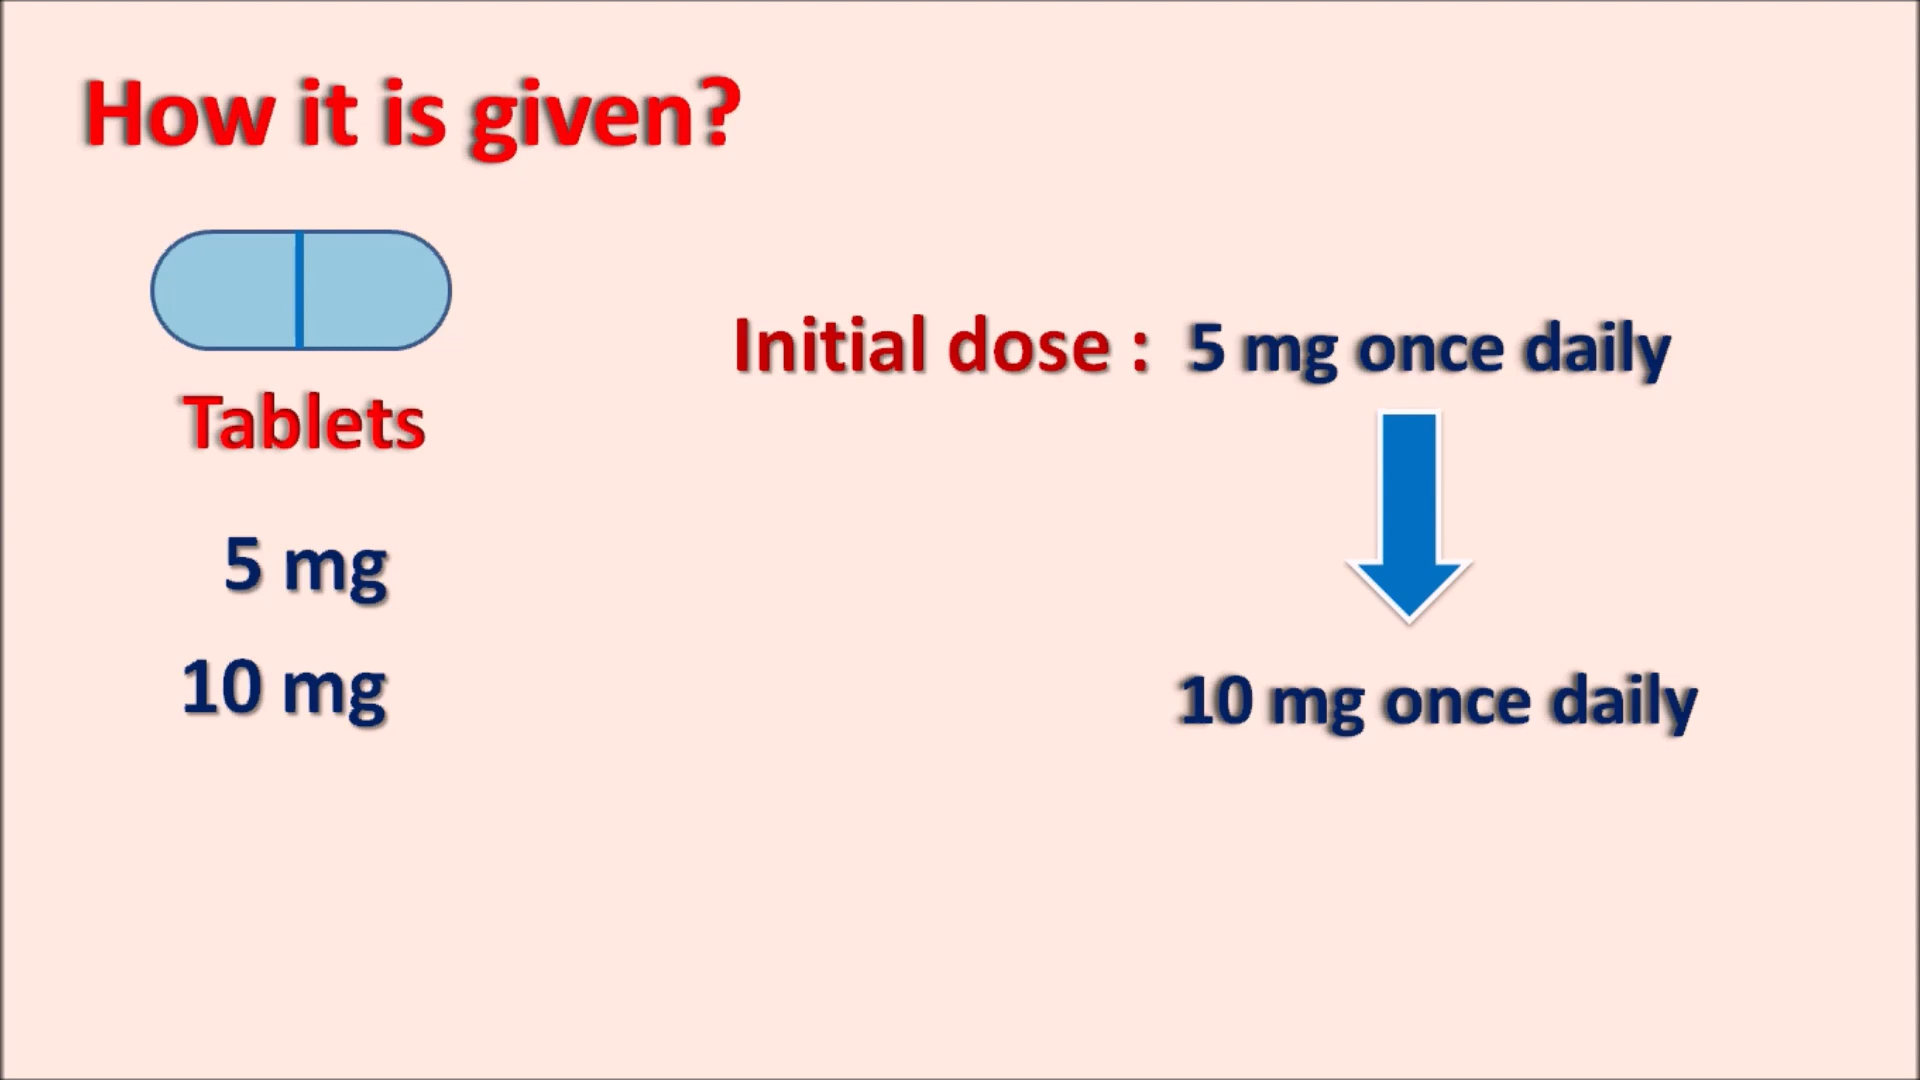 How it is given?
Tablets
5 mg
10 mg
Initial dose : 5 mg once daily
10 mg once daily